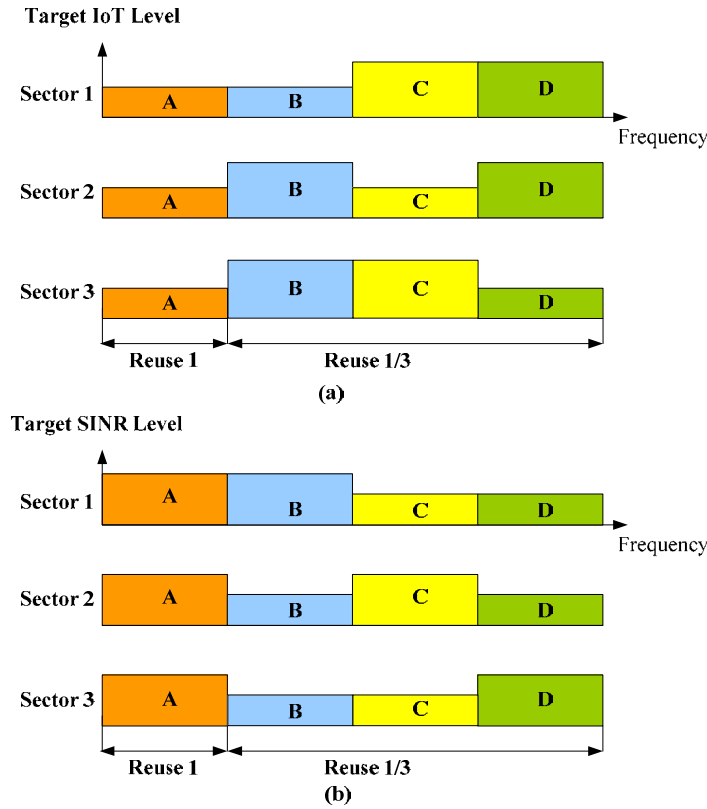 Target IoT Level
Sector 1
A
B
C
D
Frequency
Sector 2
A
B
C
D
Sector 3
A
B
C
D
Reuse 1
Reuse 1/3
(a)
Target SINR Level
Sector 1
A
B
C
D
Frequency
Sector 2
A
B
C
D
Sector 3
A
B
C
D
Reuse 1
Reuse 1/3
(b)